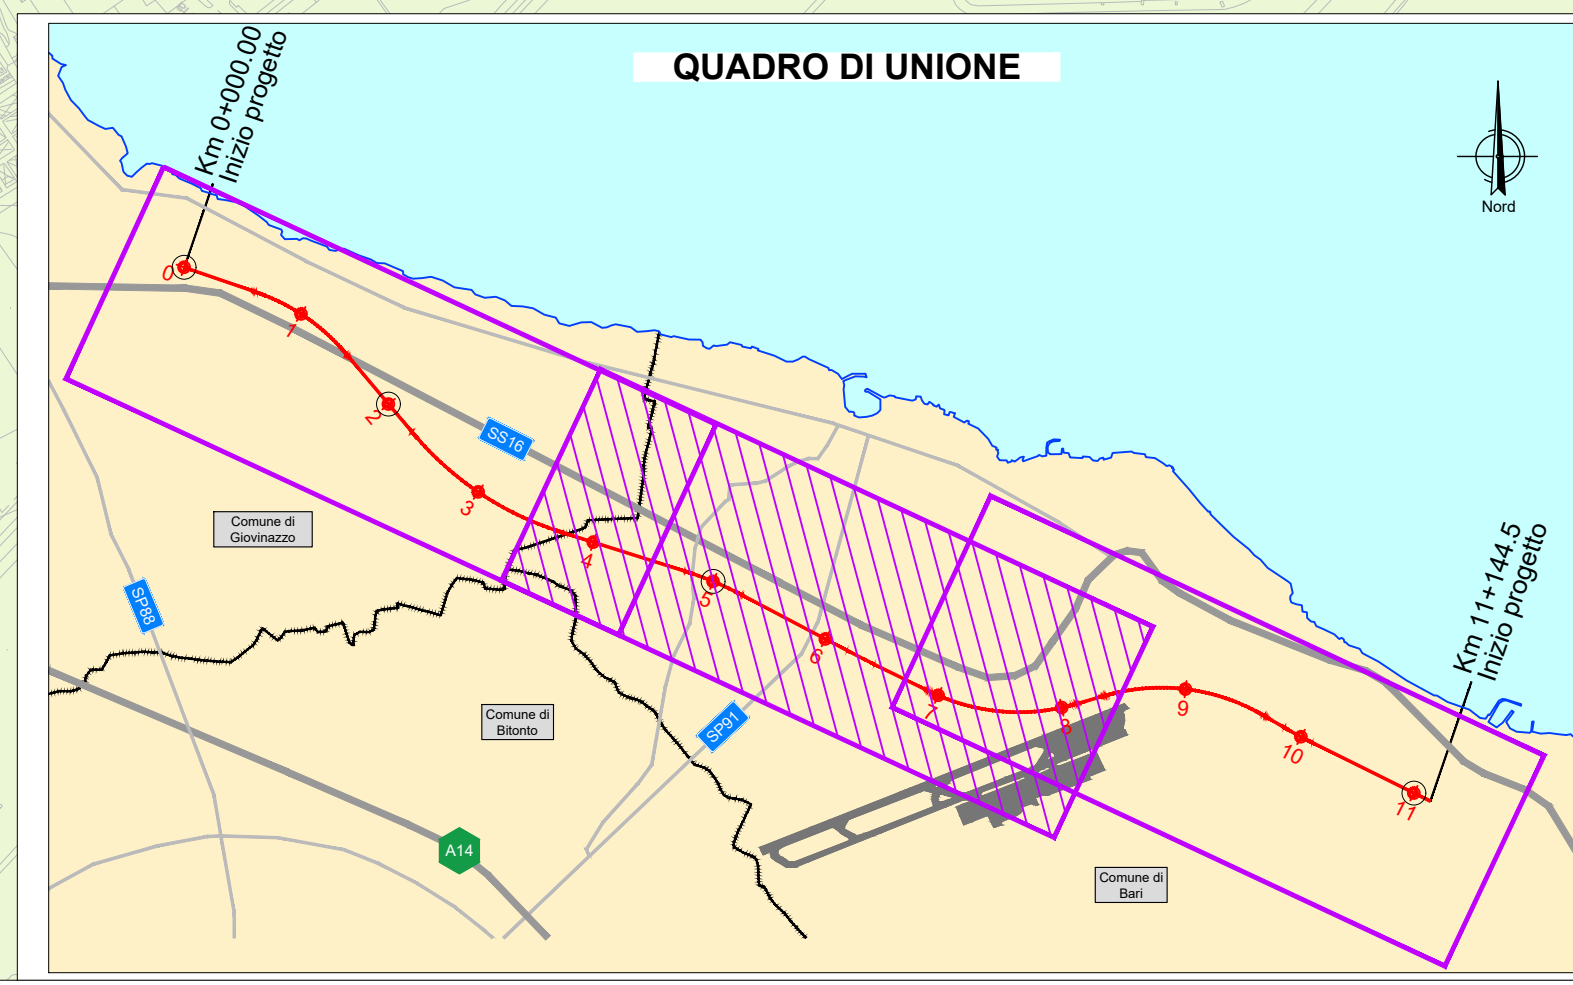 QUADRO DI UNIONE
Km 0+000.00
Inizio progetto
Nord
0
1
2
SS16
3
Comune di
Giovinazzo
4
5
SP88
6
Km 11+144.5
Inizio progetto
7
8
9
Comune di
Bitonto
SP91
10
11
A14
Comune di
Bari